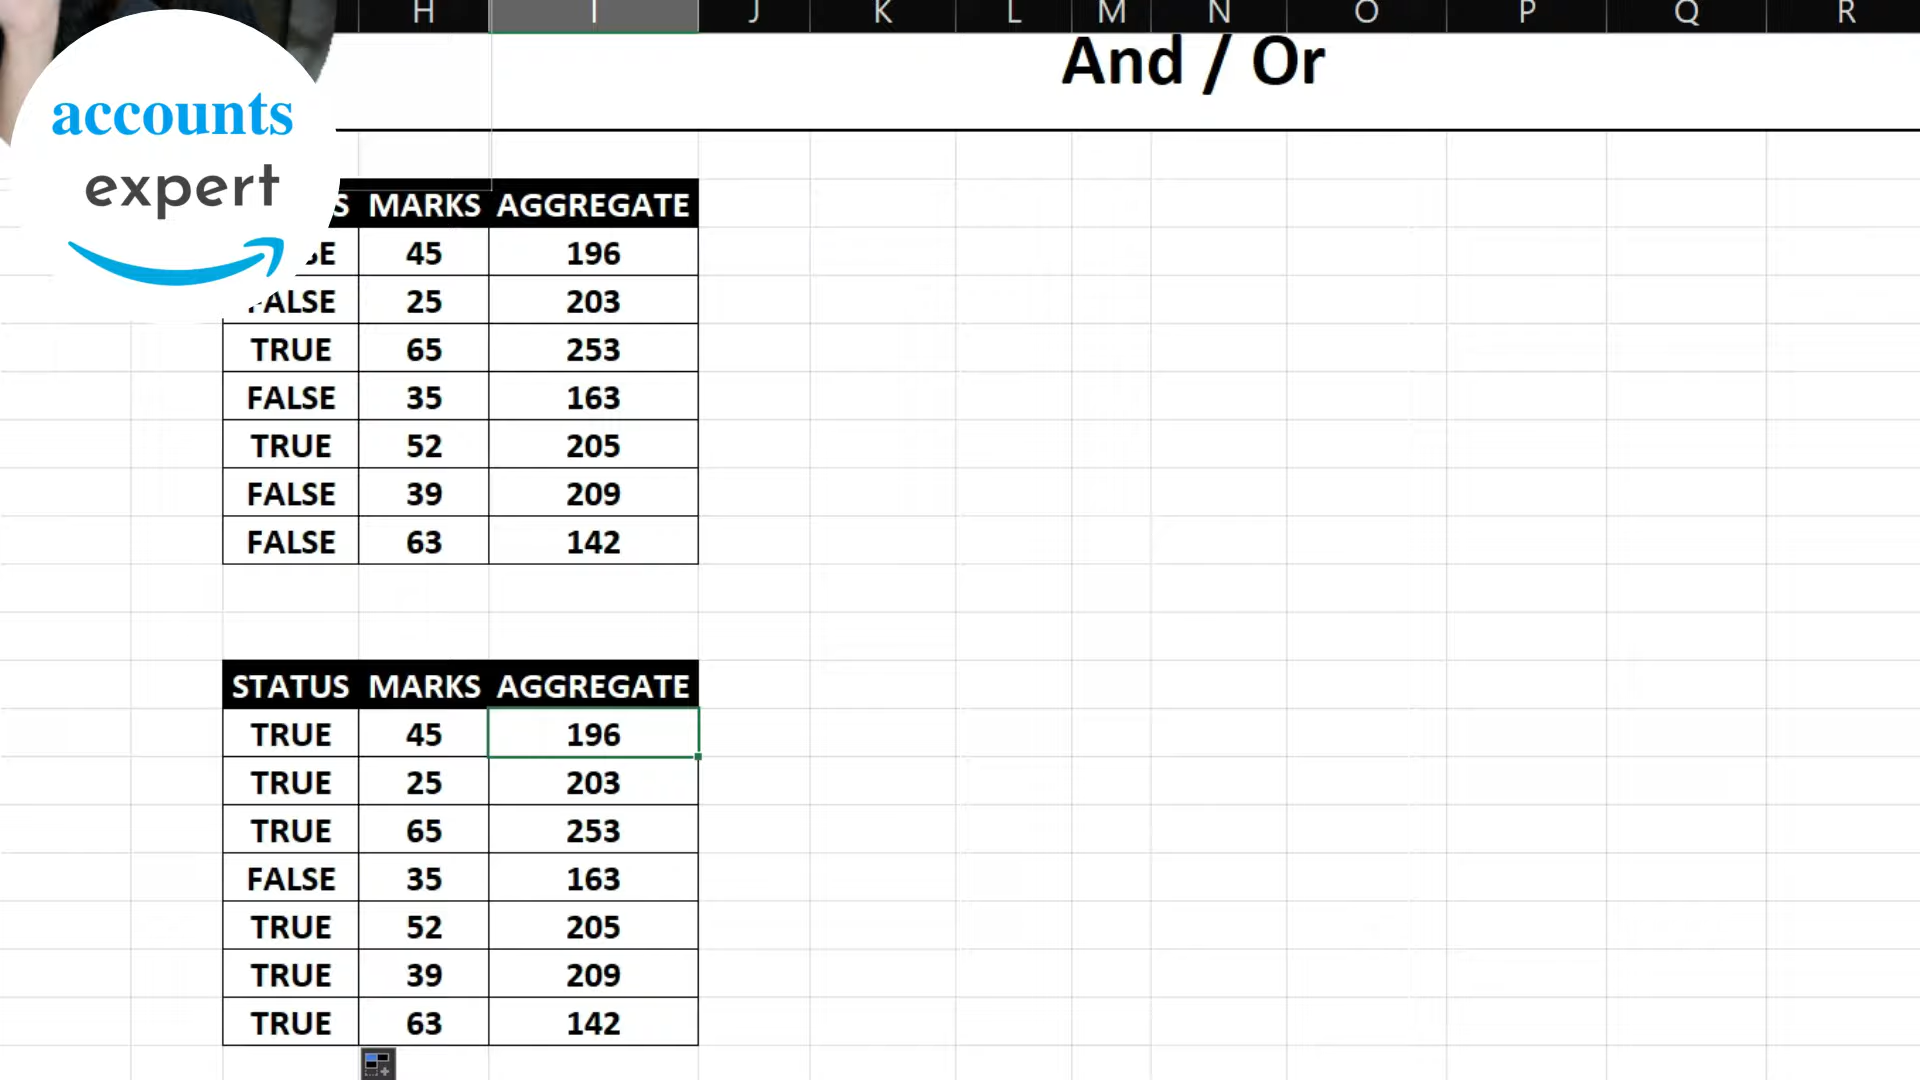 H I J K L M N O P Q R
And / Or
accounts
expert
MARKS AGGREGATE
45 196
FALSE 25 203
TRUE 65 253
FALSE 35 163
TRUE 52 205
FALSE 39 209
FALSE 63 142
STATUS MARKS AGGREGATE
TRUE 45 196
TRUE 25 203
TRUE 65 253
FALSE 35 163
TRUE 52 205
TRUE 39 209
TRUE 63 142